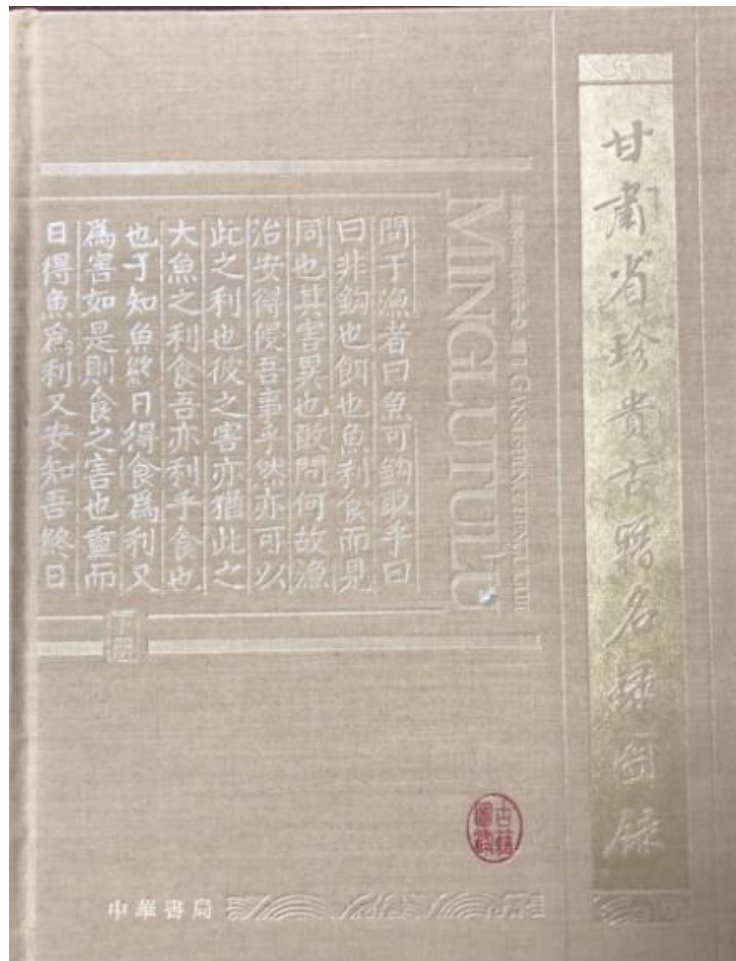 甘肅省珍貴古籍名錄圖錄
MINGLUTULU
問于漁者曰魚可鈎取乎曰
曰非鈎也餌也魚利食而見
同也其害異也敢問何故漁
治安得侵吾事乎然亦可以
此之利也彼之害亦猶此之
大魚之利食吾亦利乎食也
也于知魚終日得食爲利又
爲害如是則食之害也重而
日得魚爲利又安知吾終日
古籍
圖錄
中華書局